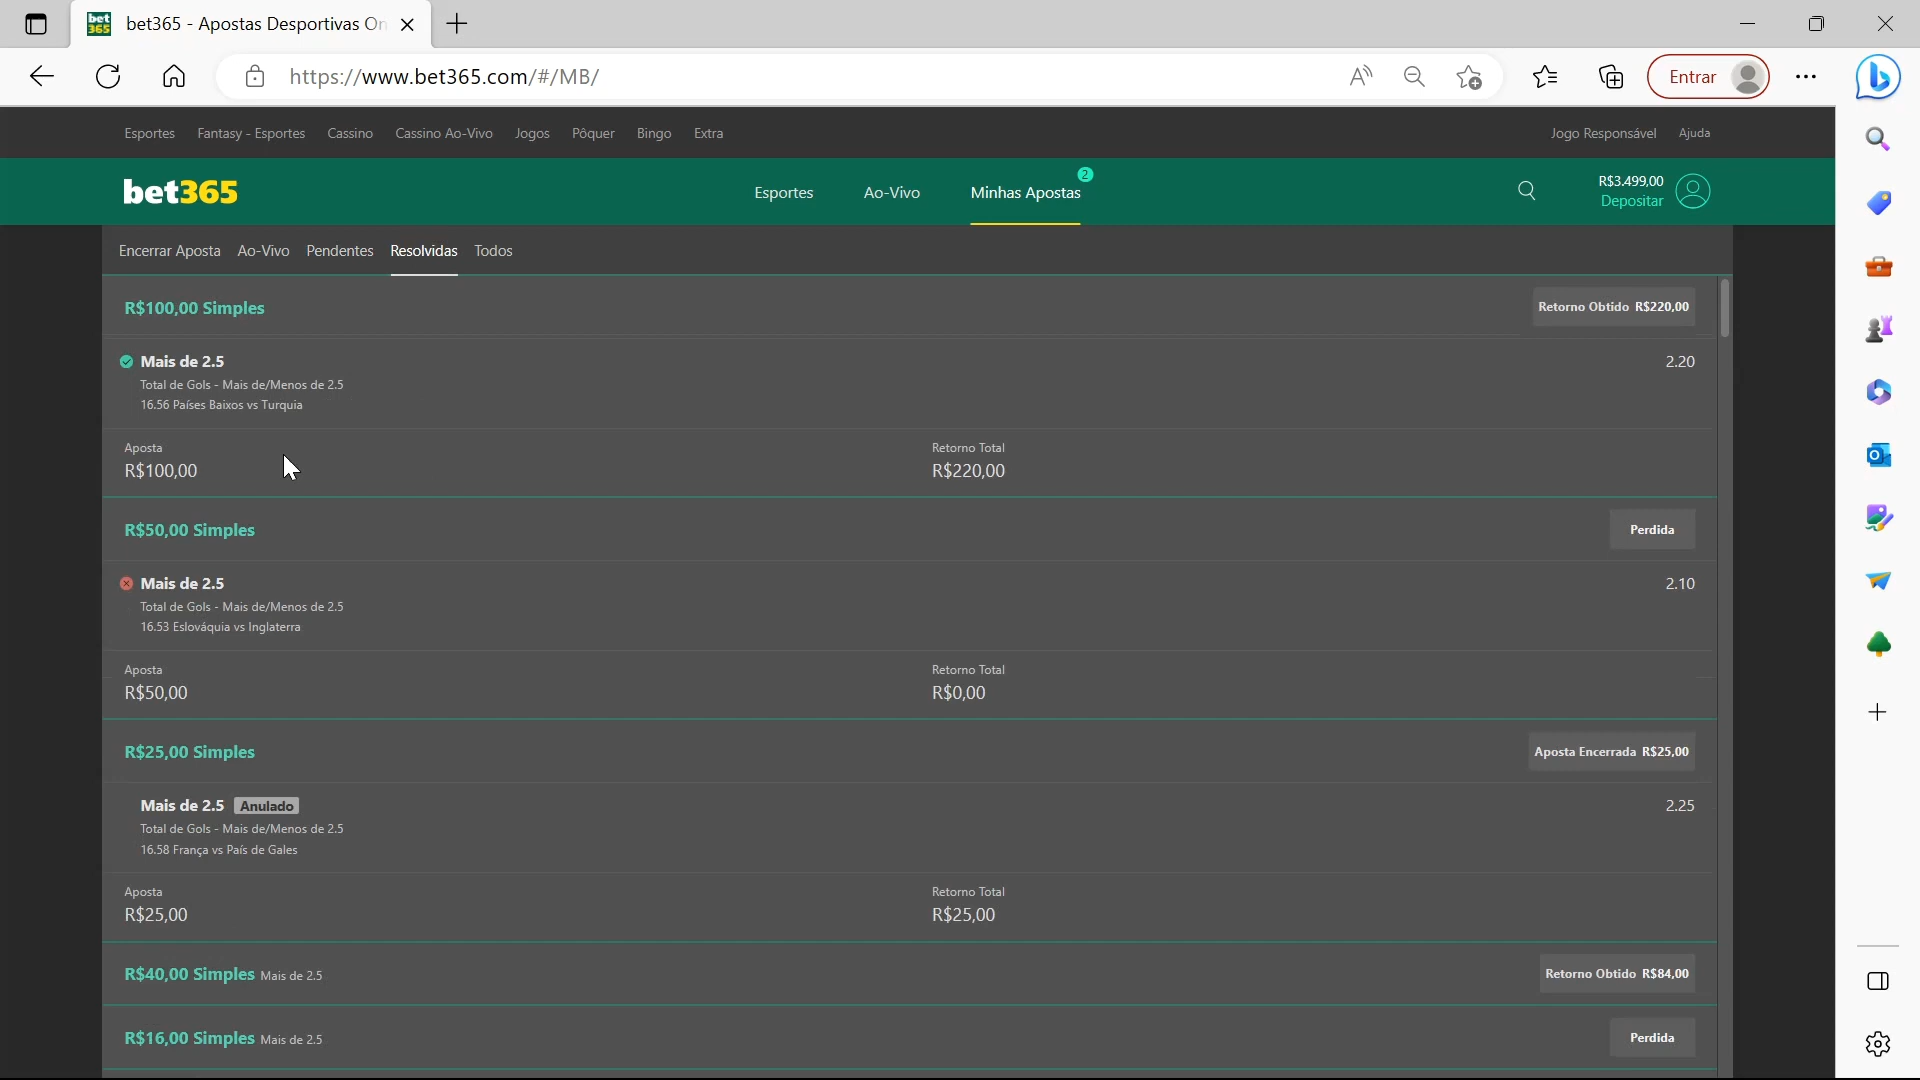 bet365 - Apostas Desportivas On
https://www.bet365.com/#/MB/
Entrar
Esportes Fantasy - Esportes Cassino Cassino Ao-Vivo Jogos Pôquer Bingo Extra Jogo Responsável Ajuda
bet365
Esportes Ao-Vivo Minhas Apostas 2
R$3.499,00
Depositar
Encerrar Aposta Ao-Vivo Pendentes Resolvidas Todos
R$100,00 Simples Retorno Obtido R$220,00
Mais de 2.5 2.20
Total de Gols - Mais de/Menos de 2.5
16.56 Países Baixos vs Turquia
Aposta Retorno Total
R$100,00 R$220,00
R$50,00 Simples Perdida
Mais de 2.5 2.10
Total de Gols - Mais de/Menos de 2.5
16.53 Eslováquia vs Inglaterra
Aposta Retorno Total
R$50,00 R$0,00
R$25,00 Simples Aposta Encerrada R$25,00
Mais de 2.5 Anulado 2.25
Total de Gols - Mais de/Menos de 2.5
16.58 França vs País de Gales
Aposta Retorno Total
R$25,00 R$25,00
R$40,00 Simples Mais de 2.5 Retorno Obtido R$84,00
R$16,00 Simples Mais de 2.5 Perdida